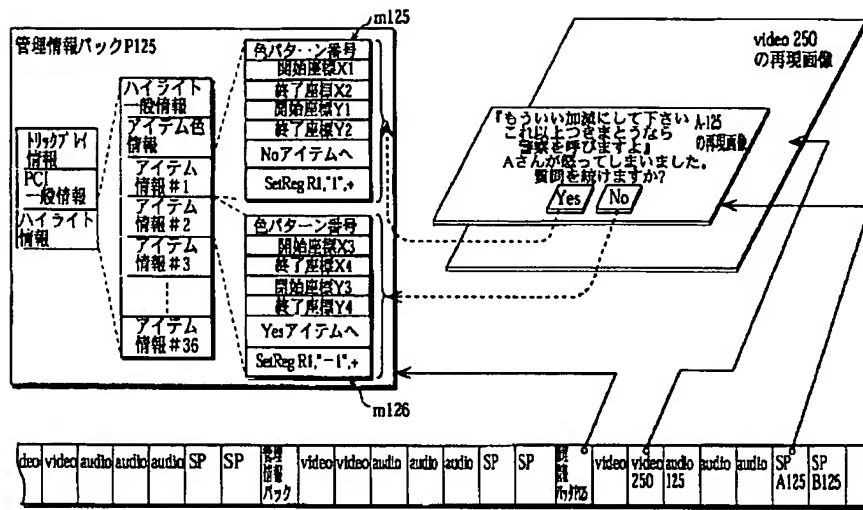 m125
管理情報パックP125
トリックプレイ
情報
PCI
一般情報
ハイライト
情報
ハイライト
一般情報
アイテム色
情報
アイテム
情報#1
アイテム
情報#2
アイテム
情報#3
アイテム
情報#36
色パターン番号
開始座標X1
終了座標X2
開始座標Y1
終了座標Y2
Noアイテムへ
SetReg R1,"1",+
色パターン番号
開始座標X3
終了座標X4
開始座標Y3
終了座標Y4
Yesアイテムへ
SetReg R1,"-1",+
m126
video 250
の再現画像
『もういい加減にして下さい
これ以上つきまとうなら
警察を呼びますよ』
Aさんが怒ってしまいました。
質問を続けますか?
Yes
No
A-125
の再現画像
deo
video
audio
audio
audio
SP
SP
管理
情報
パック
video
video
audio
audio
audio
SP
SP
管理
情報
パックP125
video
video
250
audio
125
audio
audio
SP
A125
SP
B125